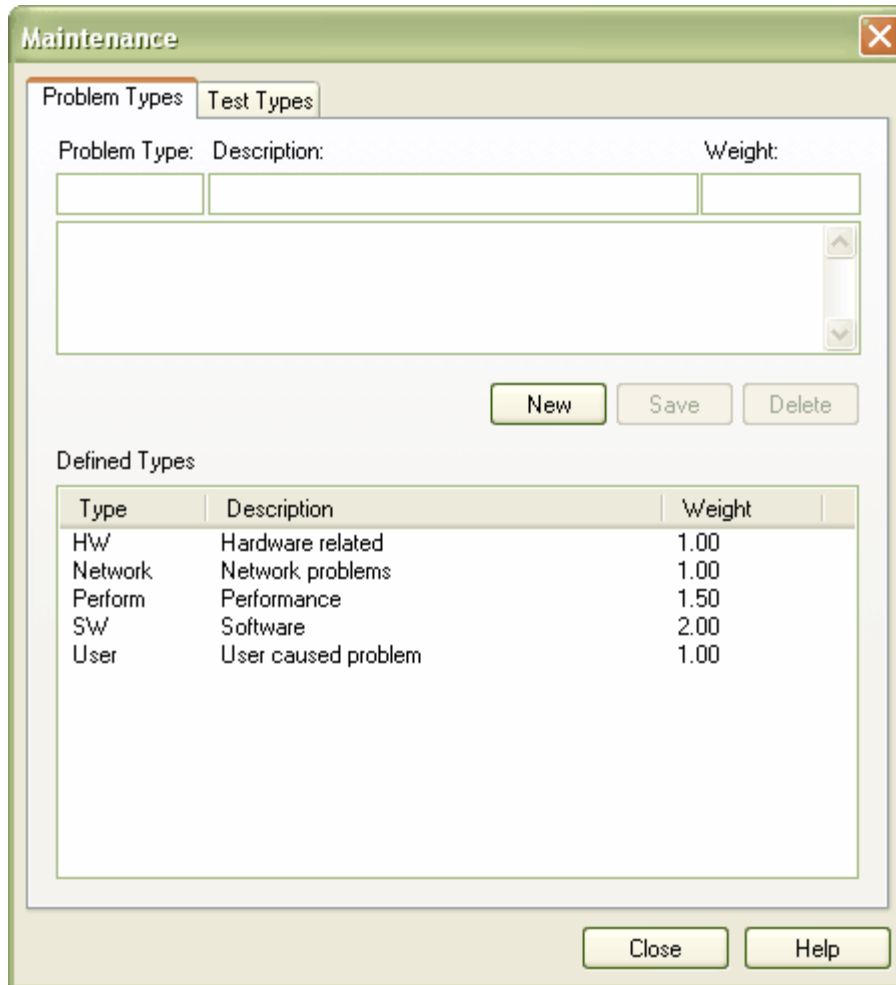 Maintenance
Problem Types Test Types
Problem Type: Description: Weight:
New Save Delete
Defined Types
Type Description Weight
HW Hardware related 1.00
Network Network problems 1.00
Perform Performance 1.50
SW Software 2.00
User User caused problem 1.00
Close Help